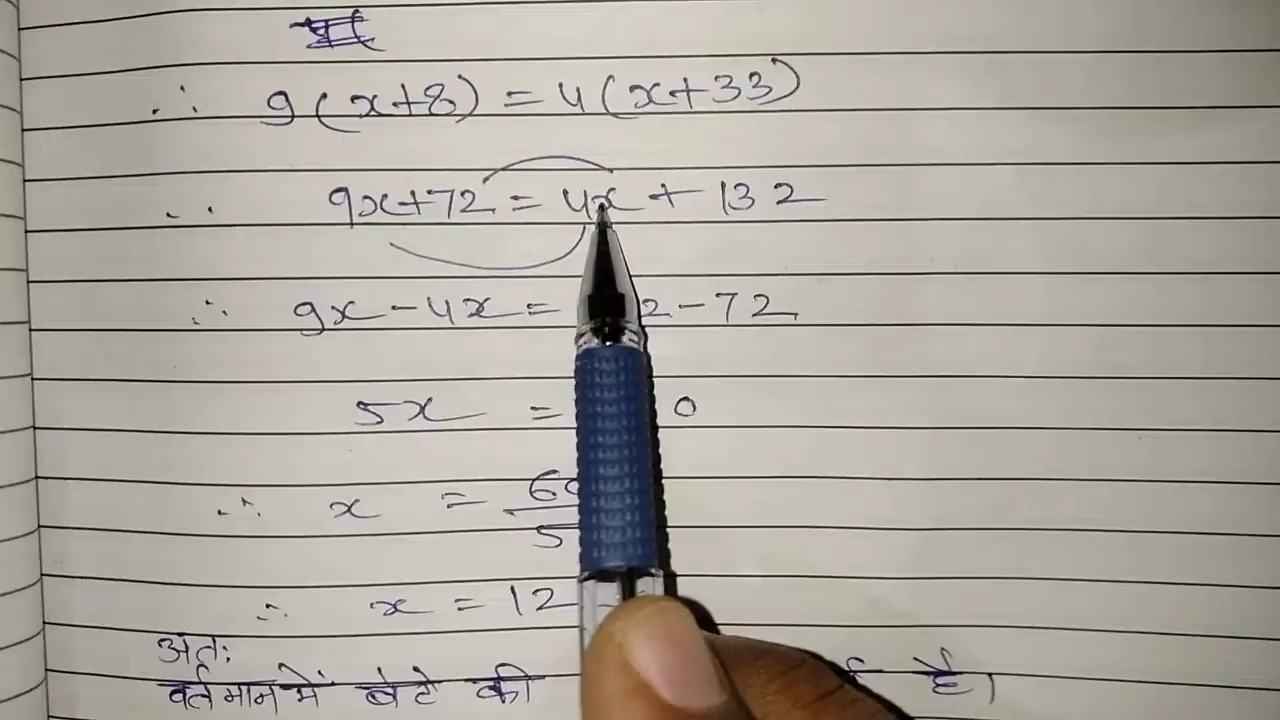 ∴ 9(x+8) = 4(x+33)
∴ 9x+72 = 4x + 132
∴ 9x-4x = 2-72
5x = 0
∴ x = 60/5
∴ x = 12
अतः
वर्तमान में बेटे की है।